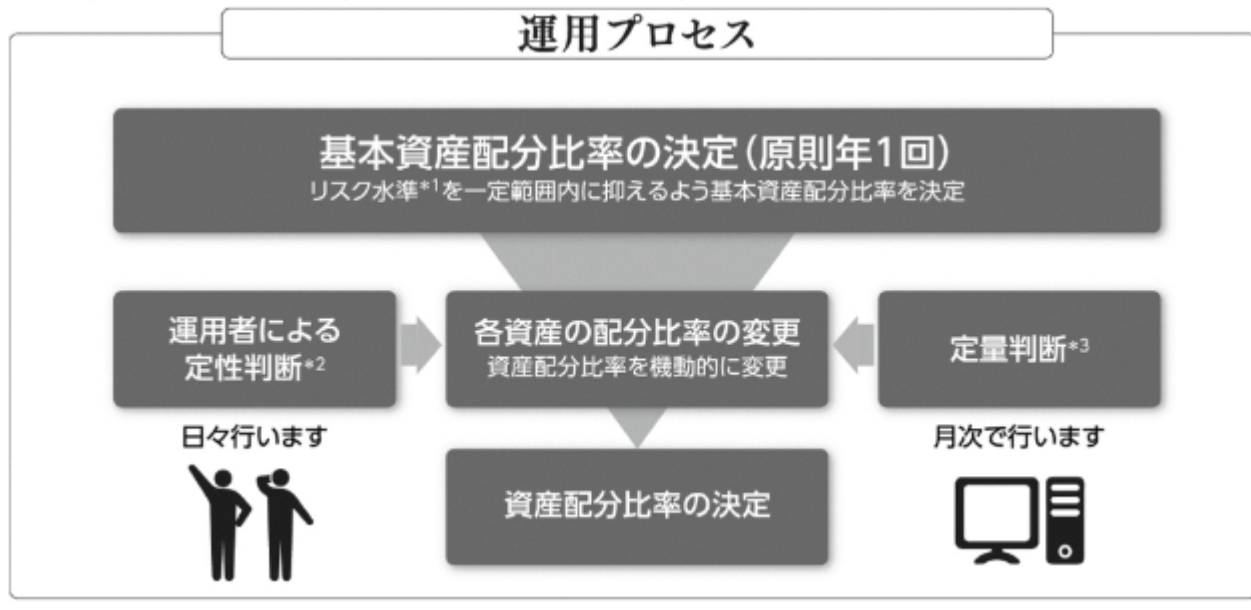 運用プロセス
基本資産配分比率の決定(原則年1回)
リスク水準*1を一定範囲内に抑えるよう基本資産配分比率を決定
運用者による
定性判断*2
各資産の配分比率の変更
資産配分比率を機動的に変更
定量判断*3
日々行います
月次で行います
資産配分比率の決定